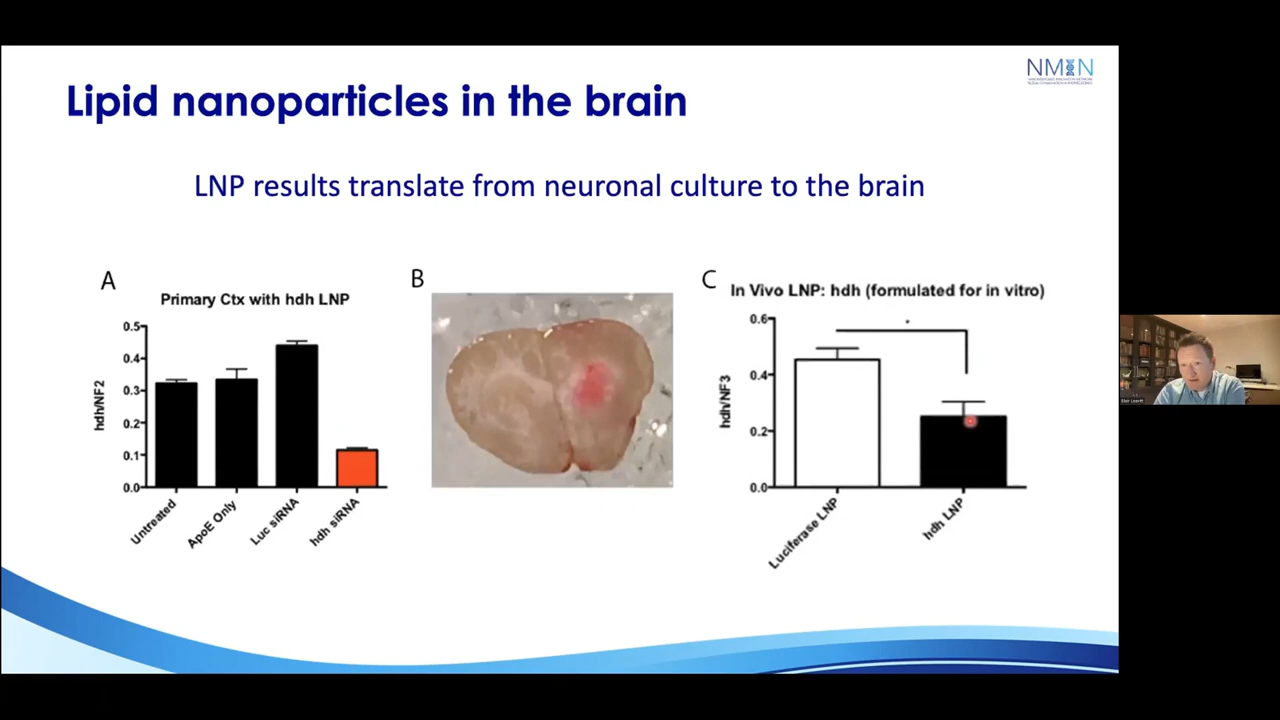 NMIN
Lipid nanoparticles in the brain
LNP results translate from neuronal culture to the brain
A
Primary Ctx with hdh LNP
hdh/NF2
0.5
0.4
0.3
0.2
0.1
0.0
Untreated
ApoE Only
Luc siRNA
hdh siRNA
B
C
In Vivo LNP: hdh (formulated for in vitro)
hdh/NF3
0.6
0.4
0.2
0.0
*
Luciferase LNP
hdh LNP